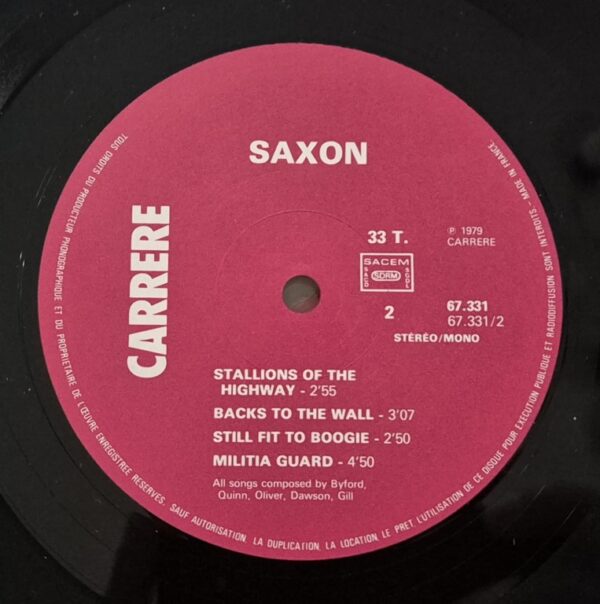 SAXON
CARRERE
33 T.
℗ 1979
CARRERE
SACEM
SACD
SDRM
SGDL
2
67.331
67.331/2
STÉRÉO/MONO
STALLIONS OF THE
HIGHWAY - 2'55
BACKS TO THE WALL - 3'07
STILL FIT TO BOOGIE - 2'50
MILITIA GUARD - 4'50
All songs composed by Byford,
Quinn, Oliver, Dawson, Gill
TOUS DROITS DU PRODUCTEUR PHONOGRAPHIQUE ET DU PROPRIETAIRE DE L'ŒUVRE ENREGISTREE RESERVES. SAUF AUTORISATION, LA DUPLICATION, LA LOCATION, LE PRET, L'UTILISATION DE CE DISQUE POUR EXECUTION PUBLIQUE ET RADIODIFFUSION SONT INTERDITS - MADE IN FRANCE